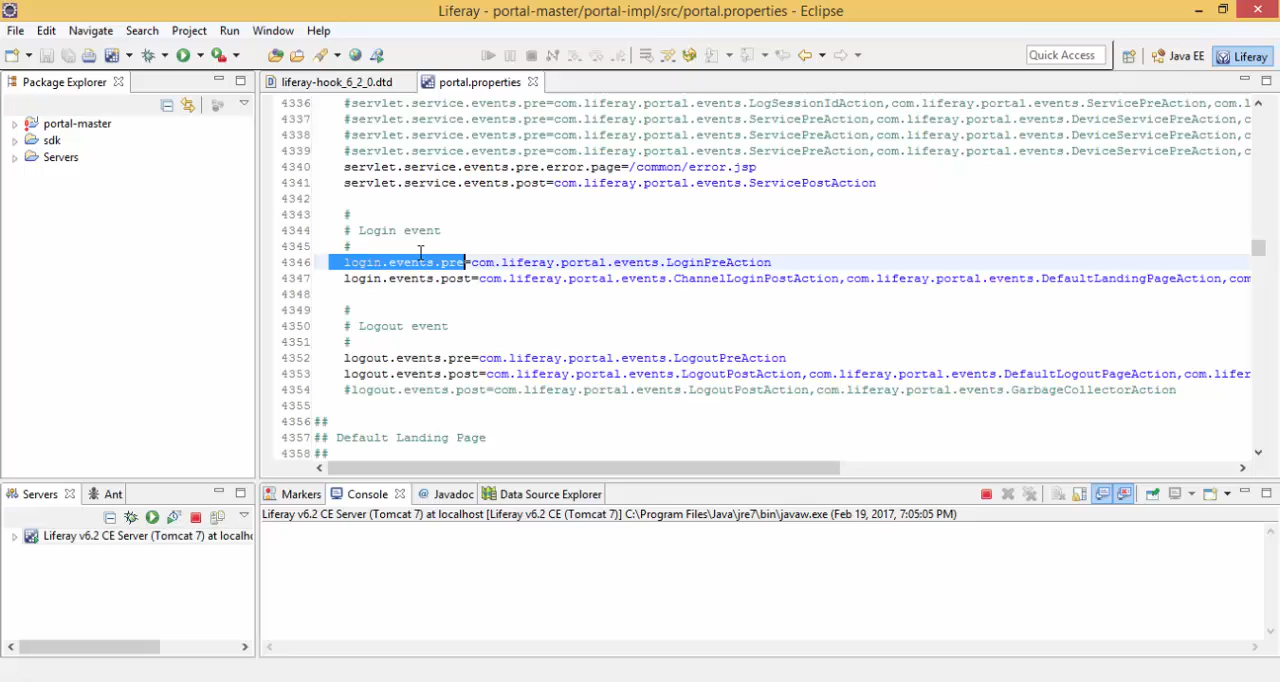 Liferay - portal-master/portal-impl/src/portal.properties - Eclipse
File Edit Navigate Search Project Run Window Help
Quick Access Java EE Liferay
Package Explorer liferay-hook_6_2_0.dtd portal.properties
portal-master
sdk
Servers
4336 #servlet.service.events.pre=com.liferay.portal.events.LogSessionIdAction,com.liferay.portal.events.ServicePreAction,com.l
4337 #servlet.service.events.pre=com.liferay.portal.events.ServicePreAction,com.liferay.portal.events.DeviceServicePreAction,c
4338 #servlet.service.events.pre=com.liferay.portal.events.ServicePreAction,com.liferay.portal.events.DeviceServicePreAction,c
4339 #servlet.service.events.pre=com.liferay.portal.events.ServicePreAction,com.liferay.portal.events.DeviceServicePreAction,c
4340 servlet.service.events.pre.error.page=/common/error.jsp
4341 servlet.service.events.post=com.liferay.portal.events.ServicePostAction
4342
4343 #
4344 # Login event
4345 #
4346 login.events.pre=com.liferay.portal.events.LoginPreAction
4347 login.events.post=com.liferay.portal.events.ChannelLoginPostAction,com.liferay.portal.events.DefaultLandingPageAction,com
4348
4349 #
4350 # Logout event
4351 #
4352 logout.events.pre=com.liferay.portal.events.LogoutPreAction
4353 logout.events.post=com.liferay.portal.events.LogoutPostAction,com.liferay.portal.events.DefaultLogoutPageAction,com.lifer
4354 #logout.events.post=com.liferay.portal.events.LogoutPostAction,com.liferay.portal.events.GarbageCollectorAction
4355
4356 ##
4357 ## Default Landing Page
4358 ##
Servers Ant Markers Console Javadoc Data Source Explorer
Liferay v6.2 CE Server (Tomcat 7) at localhost [Liferay v6.2 CE (Tomcat 7)] C:\Program Files\Java\jre7\bin\javaw.exe (Feb 19, 2017, 7:05:05 PM)
Liferay v6.2 CE Server (Tomcat 7) at localho